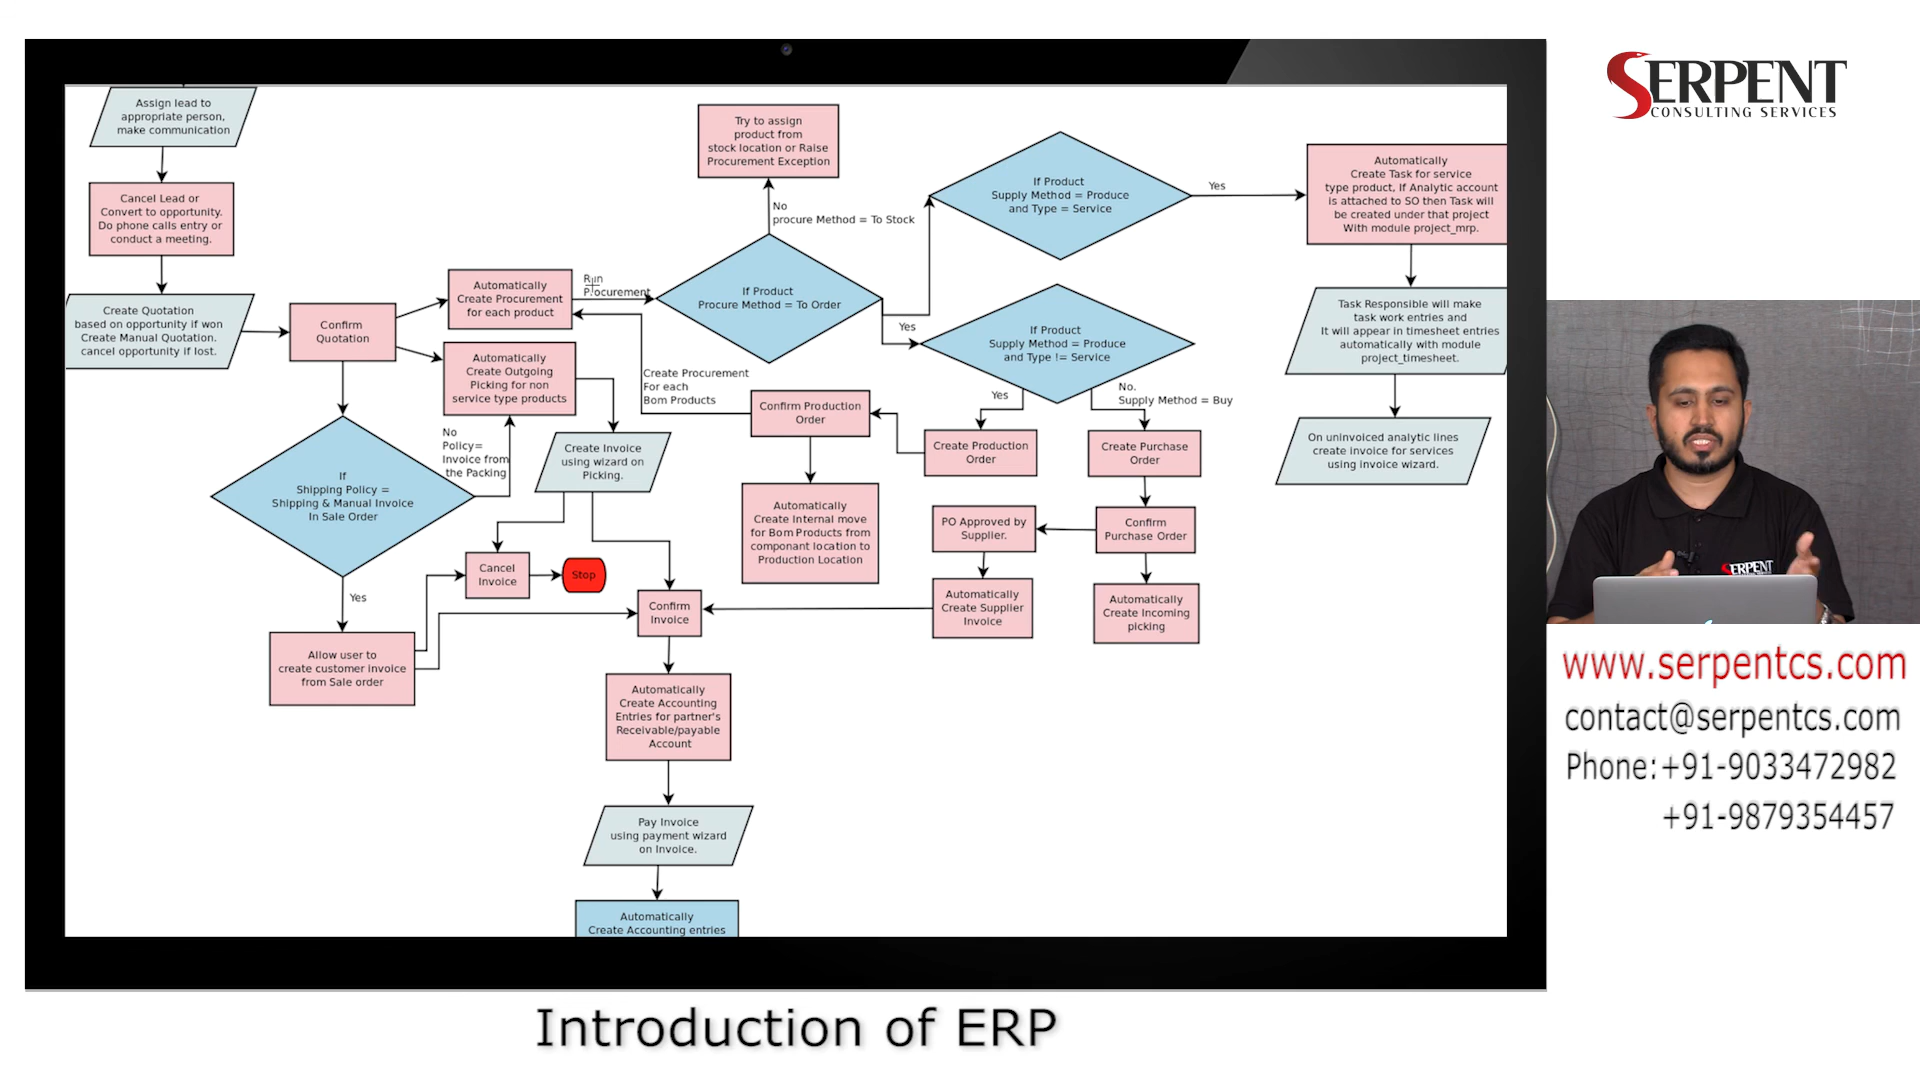 Assign lead to
appropriate person,
make communication
Cancel Lead or
Convert to opportunity.
Do phone calls entry or
conduct a meeting.
Create Quotation
based on opportunity if won
Create Manual Quotation.
cancel opportunity if lost.
Confirm
Quotation
Automatically
Create Procurement
for each product
Run
Procurement
Automatically
Create Outgoing
Picking for non
service type products
No
Policy=
Invoice from
the Packing
If
Shipping Policy =
Shipping & Manual Invoice
In Sale Order
Yes
Allow user to
create customer invoice
from Sale order
Create Invoice
using wizard on
Picking.
Cancel
Invoice
Stop
Confirm
Invoice
Automatically
Create Accounting
Entries for partner's
Receivable/payable
Account
Pay Invoice
using payment wizard
on Invoice.
Automatically
Create Accounting entries
Try to assign
product from
stock location or Raise
Procurement Exception
No
procure Method = To Stock
If Product
Procure Method = To Order
Yes
Create Procurement
For each
Bom Products
Confirm Production
Order
Automatically
Create Internal move
for Bom Products from
componant location to
Production Location
If Product
Supply Method = Produce
and Type = Service
Yes
If Product
Supply Method = Produce
and Type != Service
Yes
No.
Supply Method = Buy
Create Production
Order
Create Purchase
Order
Confirm
Purchase Order
PO Approved by
Supplier.
Automatically
Create Supplier
Invoice
Automatically
Create Incoming
picking
Automatically
Create Task for service
type product, If Analytic account
is attached to SO then Task will
be created under that project
With module project_mrp.
Task Responsible will make
task work entries and
It will appear in timesheet entries
automatically with module
project_timesheet.
On uninvoiced analytic lines
create invoice for services
using invoice wizard.
SERPENT
CONSULTING SERVICES
SERPENT
www.serpentcs.com
contact@serpentcs.com
Phone:+91-9033472982
+91-9879354457
Introduction of ERP